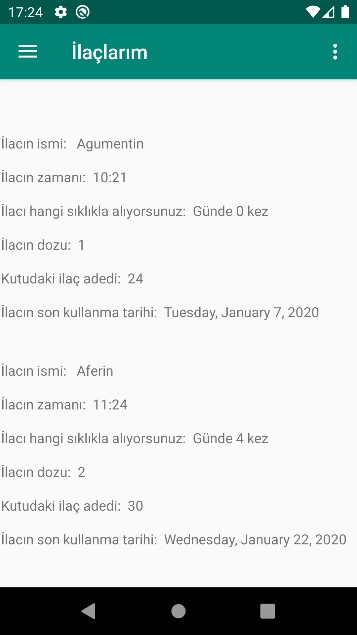 17:24
İlaçlarım
İlacın ismi: Agumentin
İlacın zamanı: 10:21
İlacı hangi sıklıkla alıyorsunuz: Günde 0 kez
İlacın dozu: 1
Kutudaki ilaç adedi: 24
İlacın son kullanma tarihi: Tuesday, January 7, 2020
İlacın ismi: Aferin
İlacın zamanı: 11:24
İlacı hangi sıklıkla alıyorsunuz: Günde 4 kez
İlacın dozu: 2
Kutudaki ilaç adedi: 30
İlacın son kullanma tarihi: Wednesday, January 22, 2020